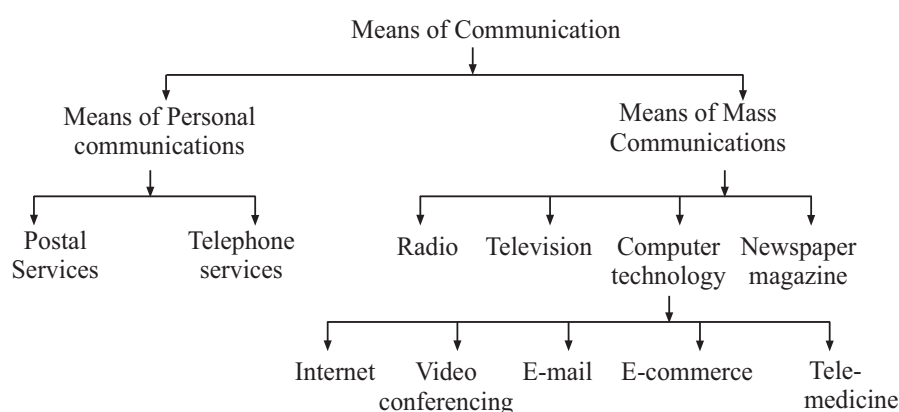 Means of Communication
Means of Personal
communications
Means of Mass
Communications
Postal
Services
Telephone
services
Radio
Television
Computer
technology
Newspaper
magazine
Internet
Video
conferencing
E-mail
E-commerce
Tele-
medicine